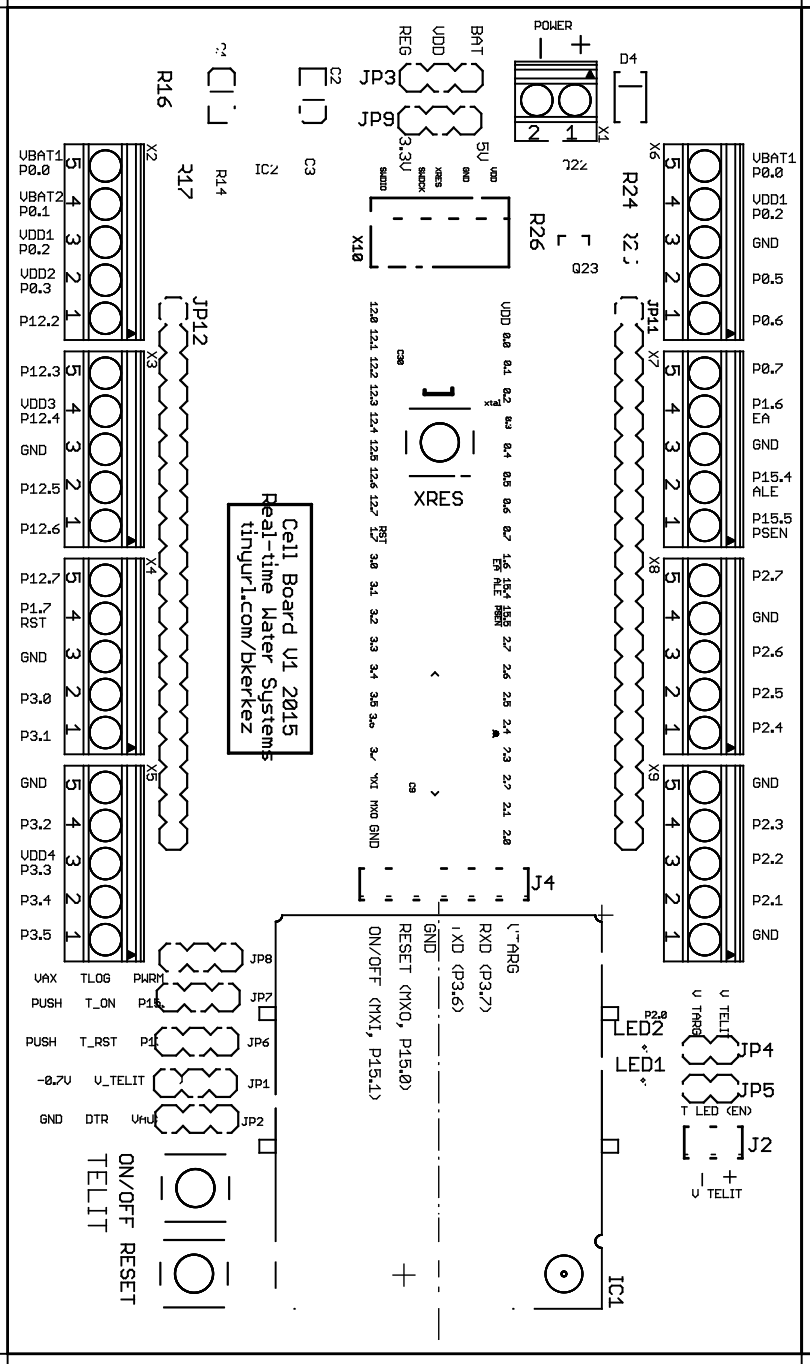 POWER
REG
VDD
BAT
JP3
JP9
3.3V
5V
R16
C2
D4
2 1
X1
R17
R14
IC2
C3
SWDIO
SWDCK
XRES
GND
VDD
X10
R26
Q23
R24
X2
VBAT1
P0.0
5
VBAT2
P0.1
4
VDD1
P0.2
3
VDD2
P0.3
2
P12.2
1
X3
P12.3
5
VDD3
P12.4
4
GND
3
P12.5
2
P12.6
1
X4
P12.7
5
P1.7
RST
4
GND
3
P3.0
2
P3.1
1
X5
GND
5
P3.2
4
VDD4
P3.3
3
P3.4
2
P3.5
1
JP12
JP11
X6
5
VBAT1
P0.0
4
VDD1
P0.2
3
GND
2
P0.5
1
P0.6
X7
5
P0.7
4
P1.6
EA
3
GND
2
P15.4
ALE
1
P15.5
PSEN
X8
5
P2.7
4
GND
3
P2.6
2
P2.5
1
P2.4
X9
5
GND
4
P2.3
3
P2.2
2
P2.1
1
GND
12.0 12.1 12.2 12.3 12.4 12.5 12.6 12.7 1.7 3.0 3.1 3.2 3.3 3.4 3.5 3.6
RST
MXO GND
VDD 0.0 0.1 0.2 0.3 0.4 0.5 0.6 0.7 1.6 15.4 15.5 2.7 2.6 2.5 2.4
EA ALE PSEN
2.1 2.0
C30
xtal
XRES
C9
Cell Board V1 2015
Real-time Water Systems
tinyurl.com/bkerkez
J4
ON/OFF (MXI, P15.1)
RESET (MXO, P15.0)
GND
(P3.6)
RXD (P3.7)
JP8
VAX TLOG PWRM
PUSH T_ON
JP7
PUSH T_RST
JP6
-0.7V V_TELIT
JP1
GND DTR
JP2
P2.0
LED2
LED1
V TARG
V TELIT
JP4
JP5
T LED (EN)
J2
V TELIT
ON/OFF RESET
TELIT
IC1